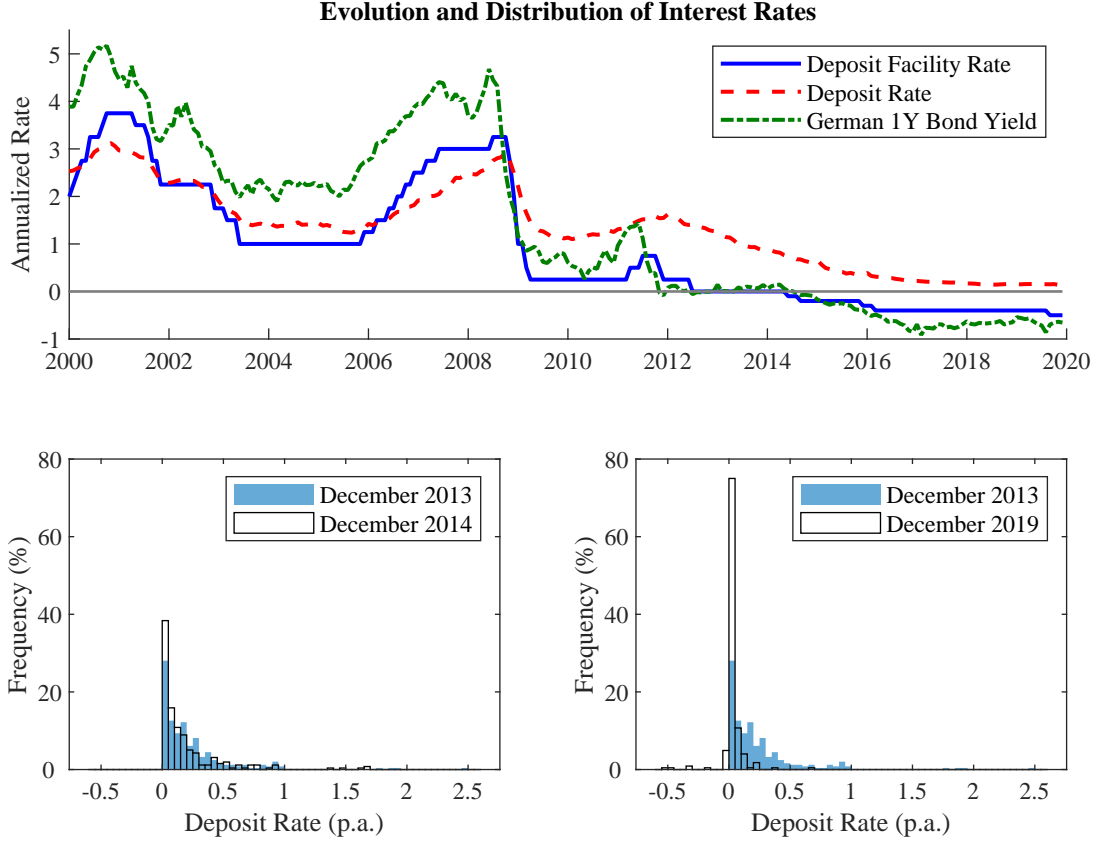 Evolution and Distribution of Interest Rates
Annualized Rate
5
4
3
2
1
0
-1
Deposit Facility Rate
Deposit Rate
German 1Y Bond Yield
2000 2002 2004 2006 2008 2010 2012 2014 2016 2018 2020
Frequency (%)
80
60
40
20
0
December 2013
December 2014
-0.5 0 0.5 1 1.5 2 2.5
Deposit Rate (p.a.)
Frequency (%)
80
60
40
20
0
December 2013
December 2019
-0.5 0 0.5 1 1.5 2 2.5
Deposit Rate (p.a.)